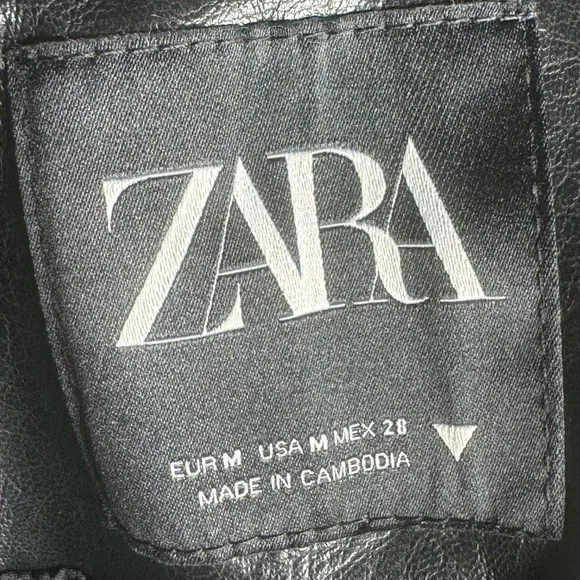 ZARA
EUR M USA M MEX 28
MADE IN CAMBODIA